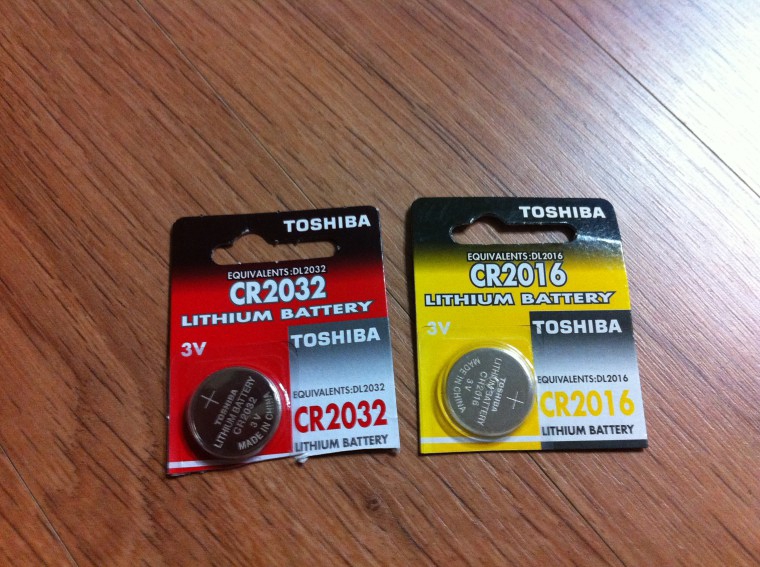 TOSHIBA
EQUIVALENTS:DL2032
CR2032
LITHIUM BATTERY
3V
TOSHIBA
EQUIVALENTS:DL2032
CR2032
LITHIUM BATTERY
TOSHIBA
LITHIUM BATTERY
CR2032
3V
MADE IN CHINA
TOSHIBA
EQUIVALENTS:DL2016
CR2016
LITHIUM BATTERY
3V
TOSHIBA
EQUIVALENTS:DL2016
CR2016
LITHIUM BATTERY
TOSHIBA
LITHIUM BATTERY
CR2016
3V
MADE IN CHINA